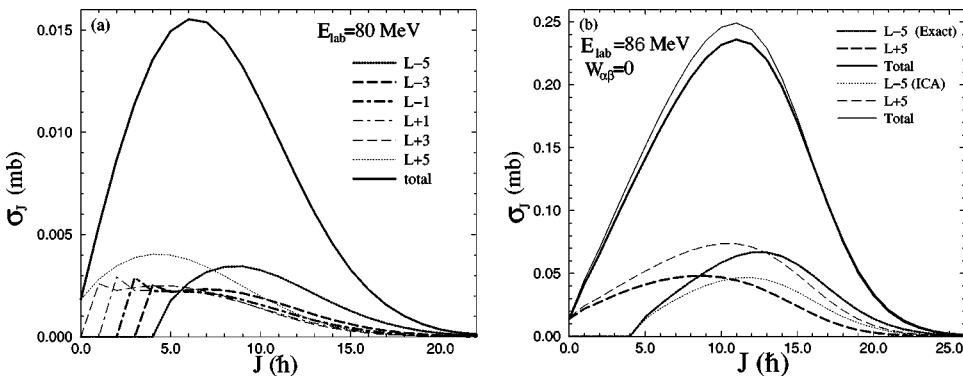 (a)
E_lab=80 MeV
L−5
L−3
L−1
L+1
L+3
L+5
total
0.015
0.010
0.005
0.000
σ_J (mb)
0.0 5.0 10.0 15.0 20.0
J (ħ)
(b)
E_lab=86 MeV
W_αβ=0
L−5 (Exact)
L+5
Total
L−5 (ICA)
L+5
Total
0.25
0.20
0.15
0.10
0.05
0.00
σ_J (mb)
0.0 5.0 10.0 15.0 20.0 25.0
J (ħ)